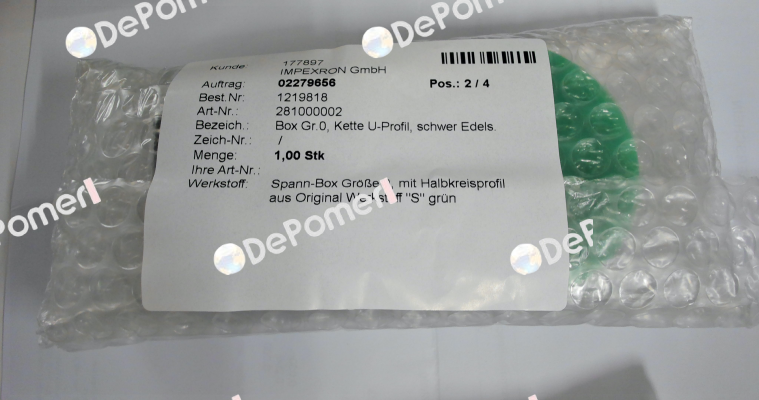 DePomeri
DePomeri
Kunde 177897
IMPEXRON GmbH
Auftrag: 02279656 Pos.: 2 / 4
Best.Nr: 1219818
Art-Nr.: 281000002
Bezeich.: Box Gr.0, Kette U-Profil, schwer Edels.
Zeich-Nr.: /
Menge: 1,00 Stk
Ihre Art-Nr.:
Werkstoff: Spann-Box Größe mit Halbkreisprofil
aus Original Werkstoff "S" grün
DePomeri
DePomeri
DePomeri